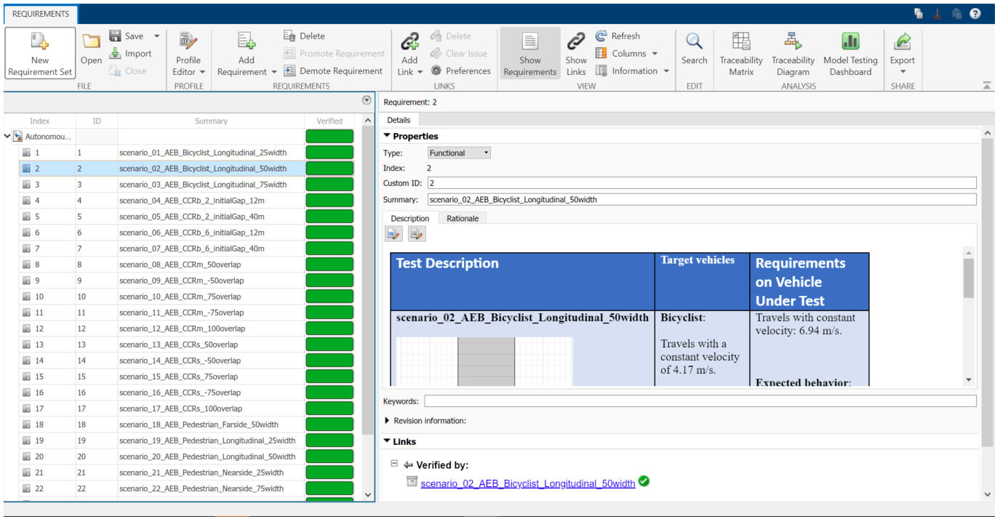 REQUIREMENTS
New
Requirement Set
Open
Save
Import
Close
FILE
Profile
Editor
PROFILE
Add
Requirement
Delete
Promote Requirement
Demote Requirement
REQUIREMENTS
Add
Link
Delete
Clear Issue
Preferences
LINKS
Show
Requirements
Show
Links
Refresh
Columns
Information
VIEW
Search
EDIT
Traceability
Matrix
Traceability
Diagram
Model Testing
Dashboard
ANALYSIS
Export
SHARE
Index ID Summary Verified
Autonomou...
1 1 scenario_01_AEB_Bicyclist_Longitudinal_25width
2 2 scenario_02_AEB_Bicyclist_Longitudinal_50width
3 3 scenario_03_AEB_Bicyclist_Longitudinal_75width
4 4 scenario_04_AEB_CCRb_2_initialGap_12m
5 5 scenario_05_AEB_CCRb_2_initialGap_40m
6 6 scenario_06_AEB_CCRb_6_initialGap_12m
7 7 scenario_07_AEB_CCRb_6_initialGap_40m
8 8 scenario_08_AEB_CCRm_50overlap
9 9 scenario_09_AEB_CCRm_-50overlap
10 10 scenario_10_AEB_CCRm_75overlap
11 11 scenario_11_AEB_CCRm_-75overlap
12 12 scenario_12_AEB_CCRm_100overlap
13 13 scenario_13_AEB_CCRs_50overlap
14 14 scenario_14_AEB_CCRs_-50overlap
15 15 scenario_15_AEB_CCRs_75overlap
16 16 scenario_16_AEB_CCRs_-75overlap
17 17 scenario_17_AEB_CCRs_100overlap
18 18 scenario_18_AEB_Pedestrian_Farside_50width
19 19 scenario_19_AEB_Pedestrian_Longitudinal_25width
20 20 scenario_20_AEB_Pedestrian_Longitudinal_50width
21 21 scenario_21_AEB_Pedestrian_Nearside_25width
22 22 scenario_22_AEB_Pedestrian_Nearside_75width
Requirement: 2
Details
Properties
Type: Functional
Index: 2
Custom ID: 2
Summary: scenario_02_AEB_Bicyclist_Longitudinal_50width
Description Rationale
Test Description
Target vehicles
Requirements
on Vehicle
Under Test
scenario_02_AEB_Bicyclist_Longitudinal_50width
Bicyclist:
Travels with a
constant velocity
of 4.17 m/s.
Travels with constant
velocity: 6.94 m/s.
Expected behavior:
Keywords:
Revision information:
Links
Verified by:
scenario_02_AEB_Bicyclist_Longitudinal_50width